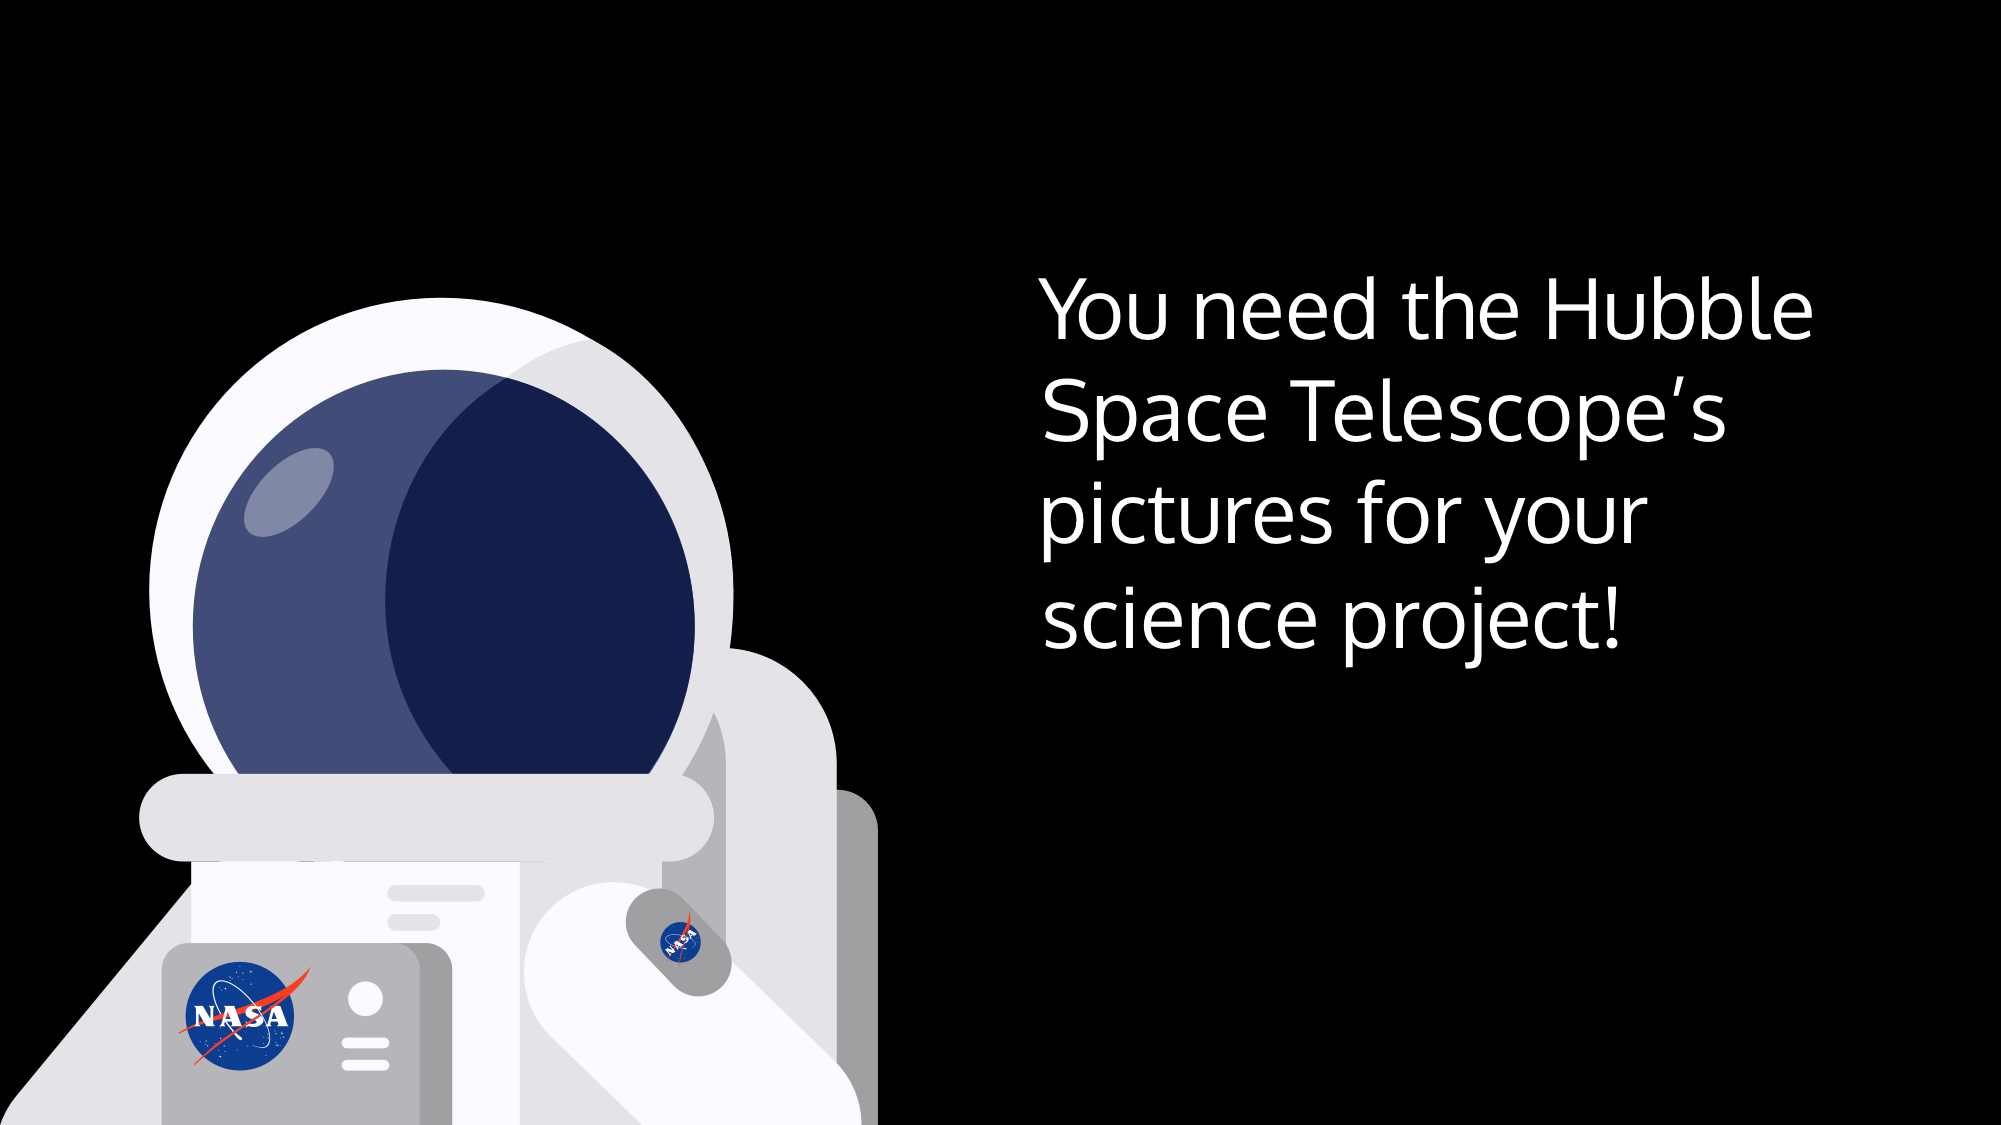 You need the Hubble
Space Telescope’s
pictures for your
science project!
NASA
NASA